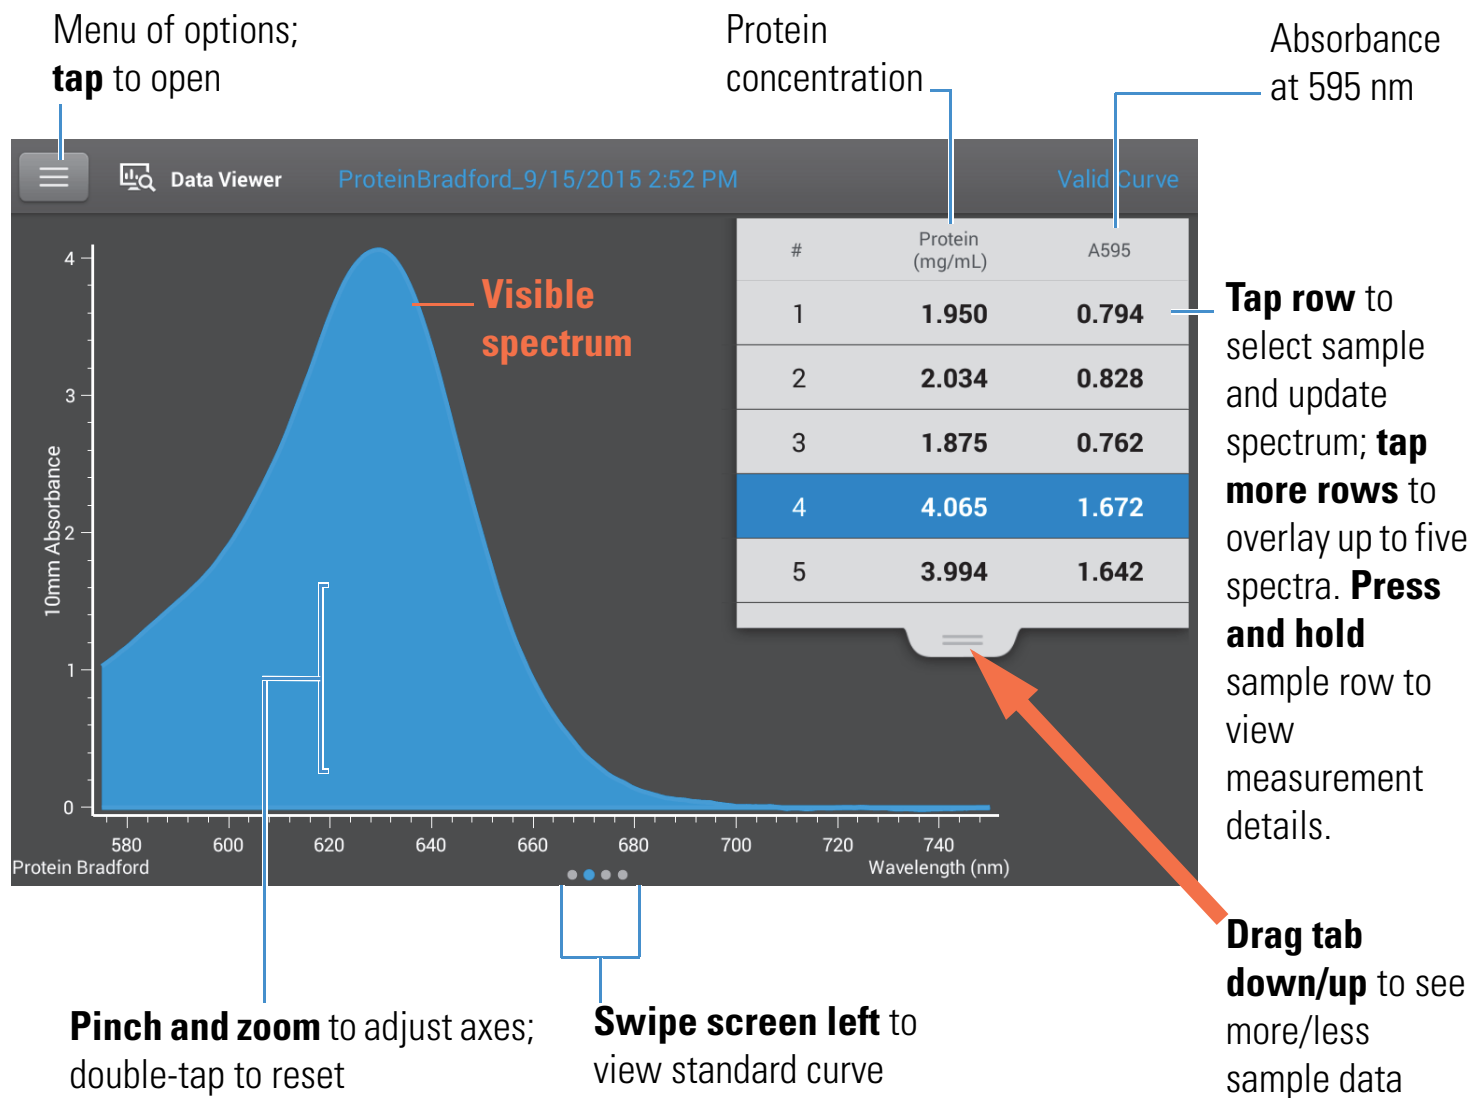 Menu of options;
tap to open
Protein
concentration
Absorbance
at 595 nm
Data Viewer
ProteinBradford_9/15/2015 2:52 PM
Valid Curve
# Protein (mg/mL) A595
1 1.950 0.794
2 2.034 0.828
3 1.875 0.762
4 4.065 1.672
5 3.994 1.642
Visible
spectrum
10mm Absorbance
4
3
2
1
0
580 600 620 640 660 680 700 720 740
Protein Bradford
Wavelength (nm)
Tap row to
select sample
and update
spectrum; tap
more rows to
overlay up to five
spectra. Press
and hold
sample row to
view
measurement
details.
Drag tab
down/up to see
more/less
sample data
Pinch and zoom to adjust axes;
double-tap to reset
Swipe screen left to
view standard curve